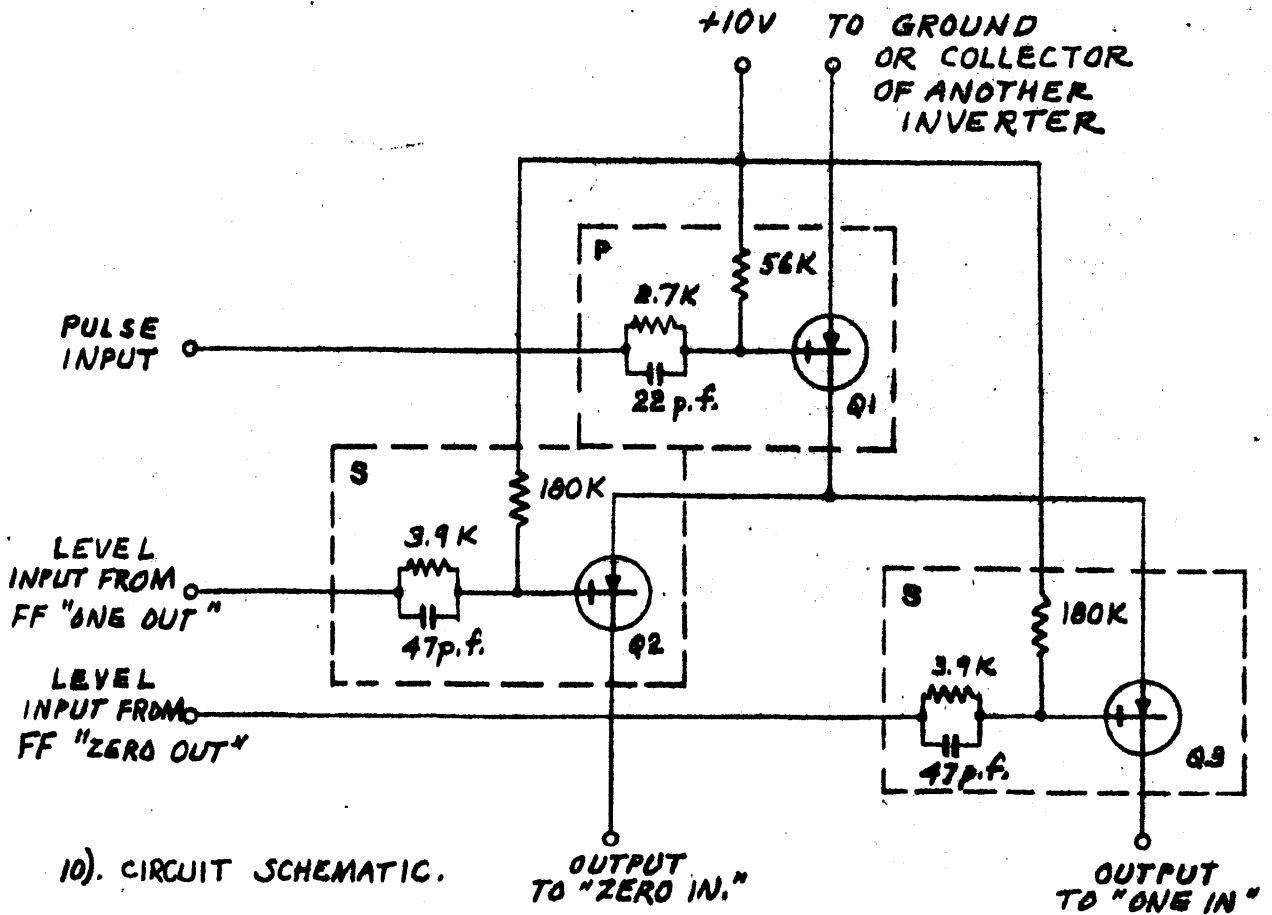 +10V
TO GROUND
OR COLLECTOR
OF ANOTHER
INVERTER
P
56K
2.7K
PULSE
INPUT
22 p.f.
Q1
S
180K
3.9K
LEVEL
INPUT FROM
FF "ONE OUT"
47p.f.
Q2
S
180K
3.9K
LEVEL
INPUT FROM
FF "ZERO OUT"
47p.f.
Q3
10). CIRCUIT SCHEMATIC.
OUTPUT
TO "ZERO IN."
OUTPUT
TO "ONE IN"